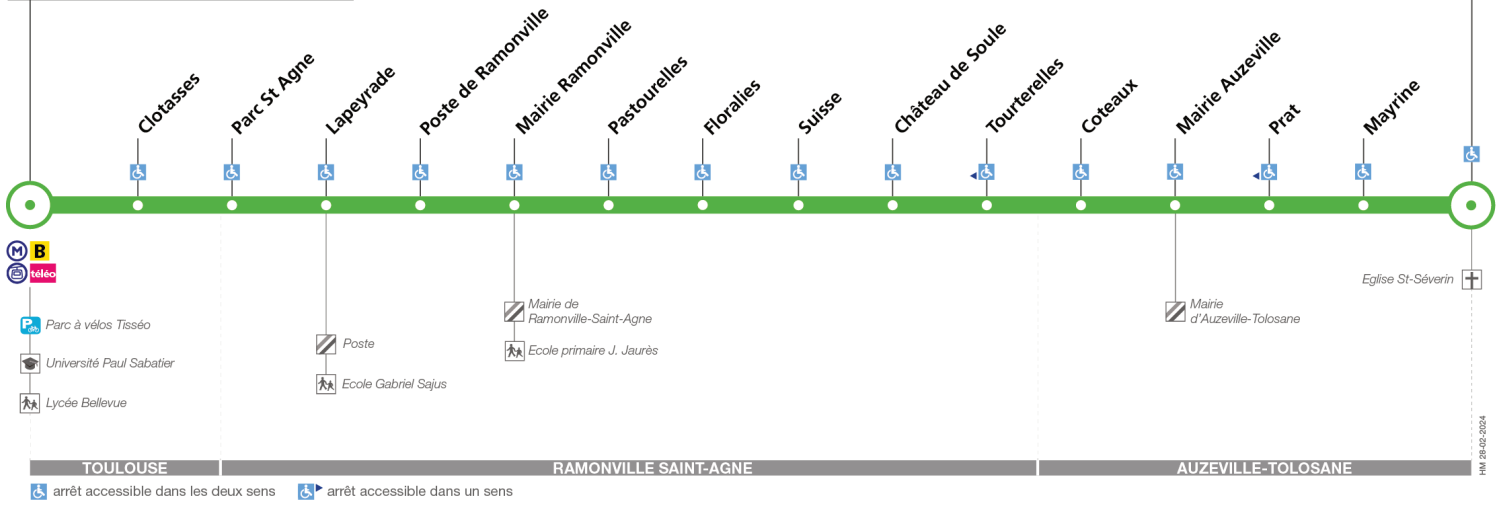 Clotasses
Parc St Agne
Lapeyrade
Poste de Ramonville
Mairie Ramonville
Pastourelles
Floralies
Suisse
Château de Soule
Tourterelles
Coteaux
Mairie Auzeville
Prat
Mayrine
M B
téléo
Parc à vélos Tisséo
Université Paul Sabatier
Lycée Bellevue
Poste
Ecole Gabriel Sajus
Mairie de
Ramonville-Saint-Agne
Ecole primaire J. Jaurès
Mairie
d'Auzeville-Tolosane
Eglise St-Séverin
HM 28-02-2024
TOULOUSE
RAMONVILLE SAINT-AGNE
AUZEVILLE-TOLOSANE
arrêt accessible dans les deux sens
arrêt accessible dans un sens